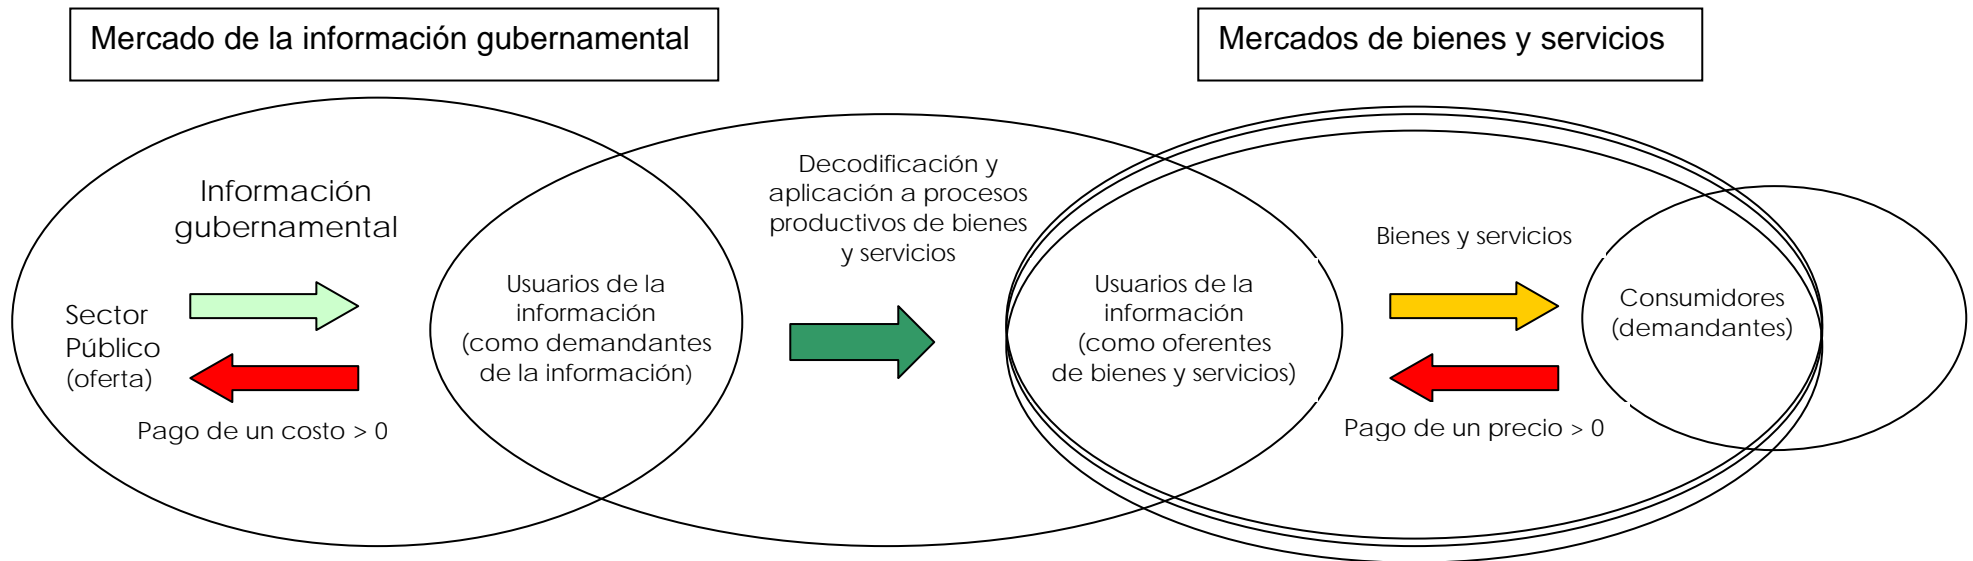 Mercado de la información gubernamental
Mercados de bienes y servicios
Información
gubernamental
Sector
Público
(oferta)
Pago de un costo > 0
Usuarios de la
información
(como demandantes
de la información)
Decodificación y
aplicación a procesos
productivos de bienes
y servicios
Usuarios de la
información
(como oferentes
de bienes y servicios)
Bienes y servicios
Pago de un precio > 0
Consumidores
(demandantes)